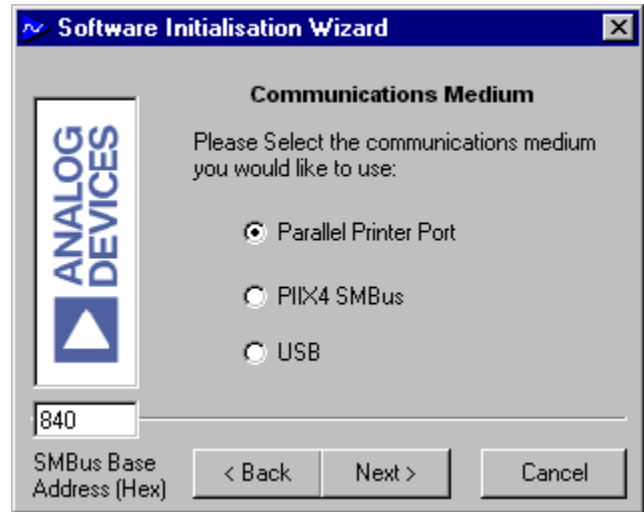 Software Initialisation Wizard
Communications Medium
Please Select the communications medium
you would like to use:
Parallel Printer Port
PIIX4 SMBus
USB
ANALOG
DEVICES
840
SMBus Base
Address (Hex)
< Back
Next >
Cancel